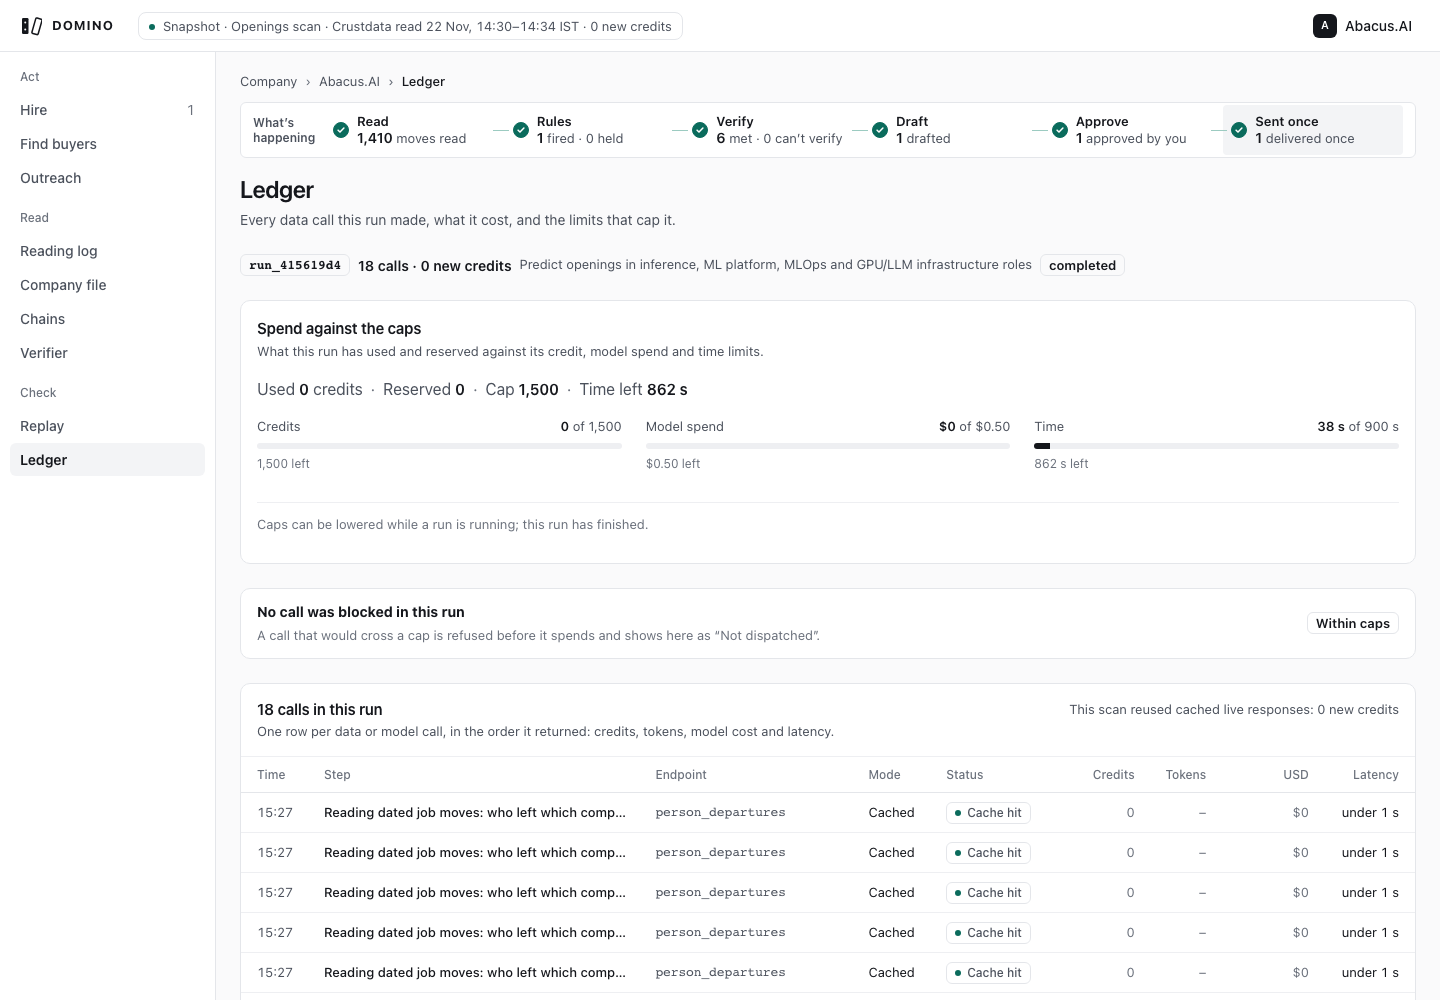 DOMINO
Snapshot · Openings scan · Crustdata read 22 Nov, 14:30–14:34 IST · 0 new credits
A
Abacus.AI
Act
Hire 1
Find buyers
Outreach
Read
Reading log
Company file
Chains
Verifier
Check
Replay
Ledger
Company › Abacus.AI › Ledger
What’s
happening
Read
1,410 moves read
Rules
1 fired · 0 held
Verify
6 met · 0 can’t verify
Draft
1 drafted
Approve
1 approved by you
Sent once
1 delivered once
Ledger
Every data call this run made, what it cost, and the limits that cap it.
run_415619d4 18 calls · 0 new credits Predict openings in inference, ML platform, MLOps and GPU/LLM infrastructure roles completed
Spend against the caps
What this run has used and reserved against its credit, model spend and time limits.
Used 0 credits · Reserved 0 · Cap 1,500 · Time left 862 s
Credits 0 of 1,500
1,500 left
Model spend $0 of $0.50
$0.50 left
Time 38 s of 900 s
862 s left
Caps can be lowered while a run is running; this run has finished.
No call was blocked in this run
A call that would cross a cap is refused before it spends and shows here as “Not dispatched”.
Within caps
18 calls in this run
This scan reused cached live responses: 0 new credits
One row per data or model call, in the order it returned: credits, tokens, model cost and latency.
Time Step Endpoint Mode Status Credits Tokens USD Latency
15:27 Reading dated job moves: who left which comp... person_departures Cached Cache hit 0 – $0 under 1 s
15:27 Reading dated job moves: who left which comp... person_departures Cached Cache hit 0 – $0 under 1 s
15:27 Reading dated job moves: who left which comp... person_departures Cached Cache hit 0 – $0 under 1 s
15:27 Reading dated job moves: who left which comp... person_departures Cached Cache hit 0 – $0 under 1 s
15:27 Reading dated job moves: who left which comp... person_departures Cached Cache hit 0 – $0 under 1 s